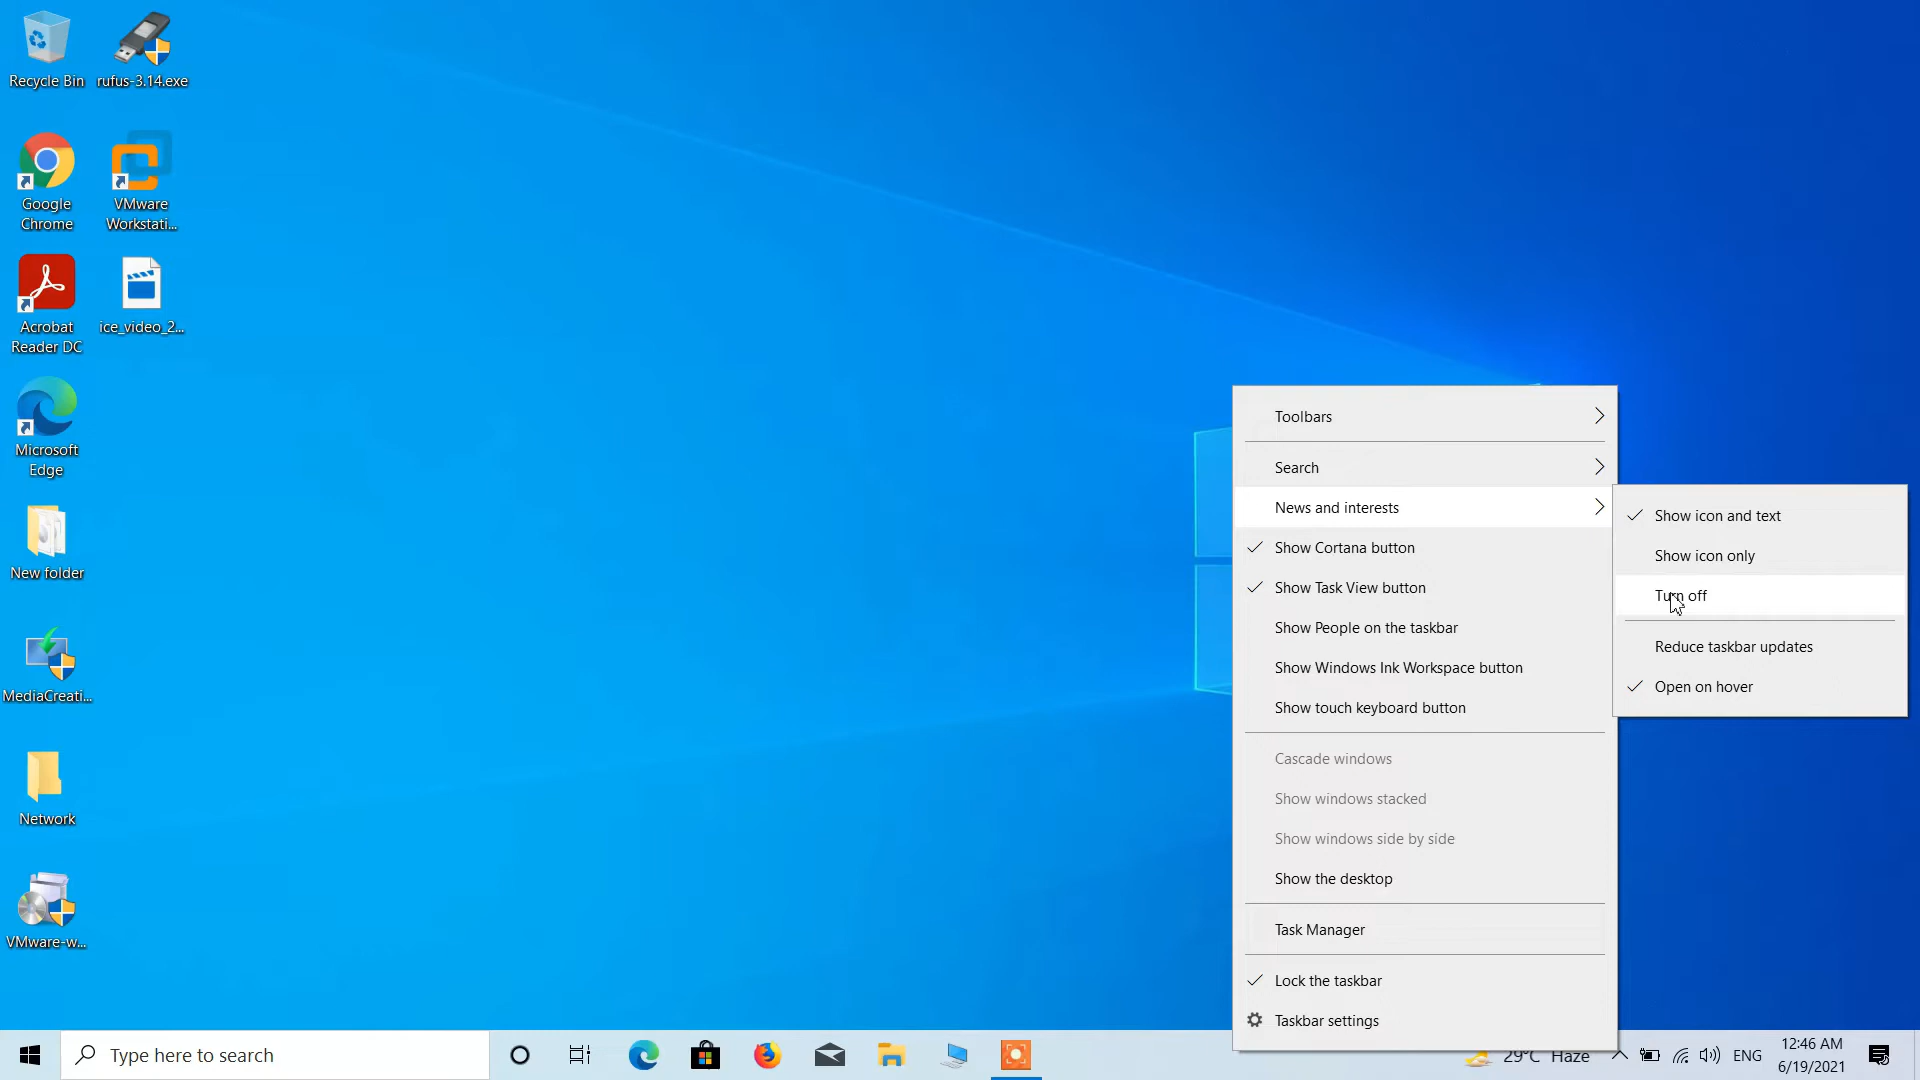 Recycle Bin
rufus-3.14.exe
Google
Chrome
VMware
Workstati...
Acrobat
Reader DC
ice_video_2...
Microsoft
Edge
New folder
MediaCreati...
Network
VMware-w...
Toolbars
Search
News and interests
Show Cortana button
Show Task View button
Show People on the taskbar
Show Windows Ink Workspace button
Show touch keyboard button
Cascade windows
Show windows stacked
Show windows side by side
Show the desktop
Task Manager
Lock the taskbar
Taskbar settings
Show icon and text
Show icon only
Turn off
Reduce taskbar updates
Open on hover
Type here to search
29°C Haze
ENG
12:46 AM
6/19/2021